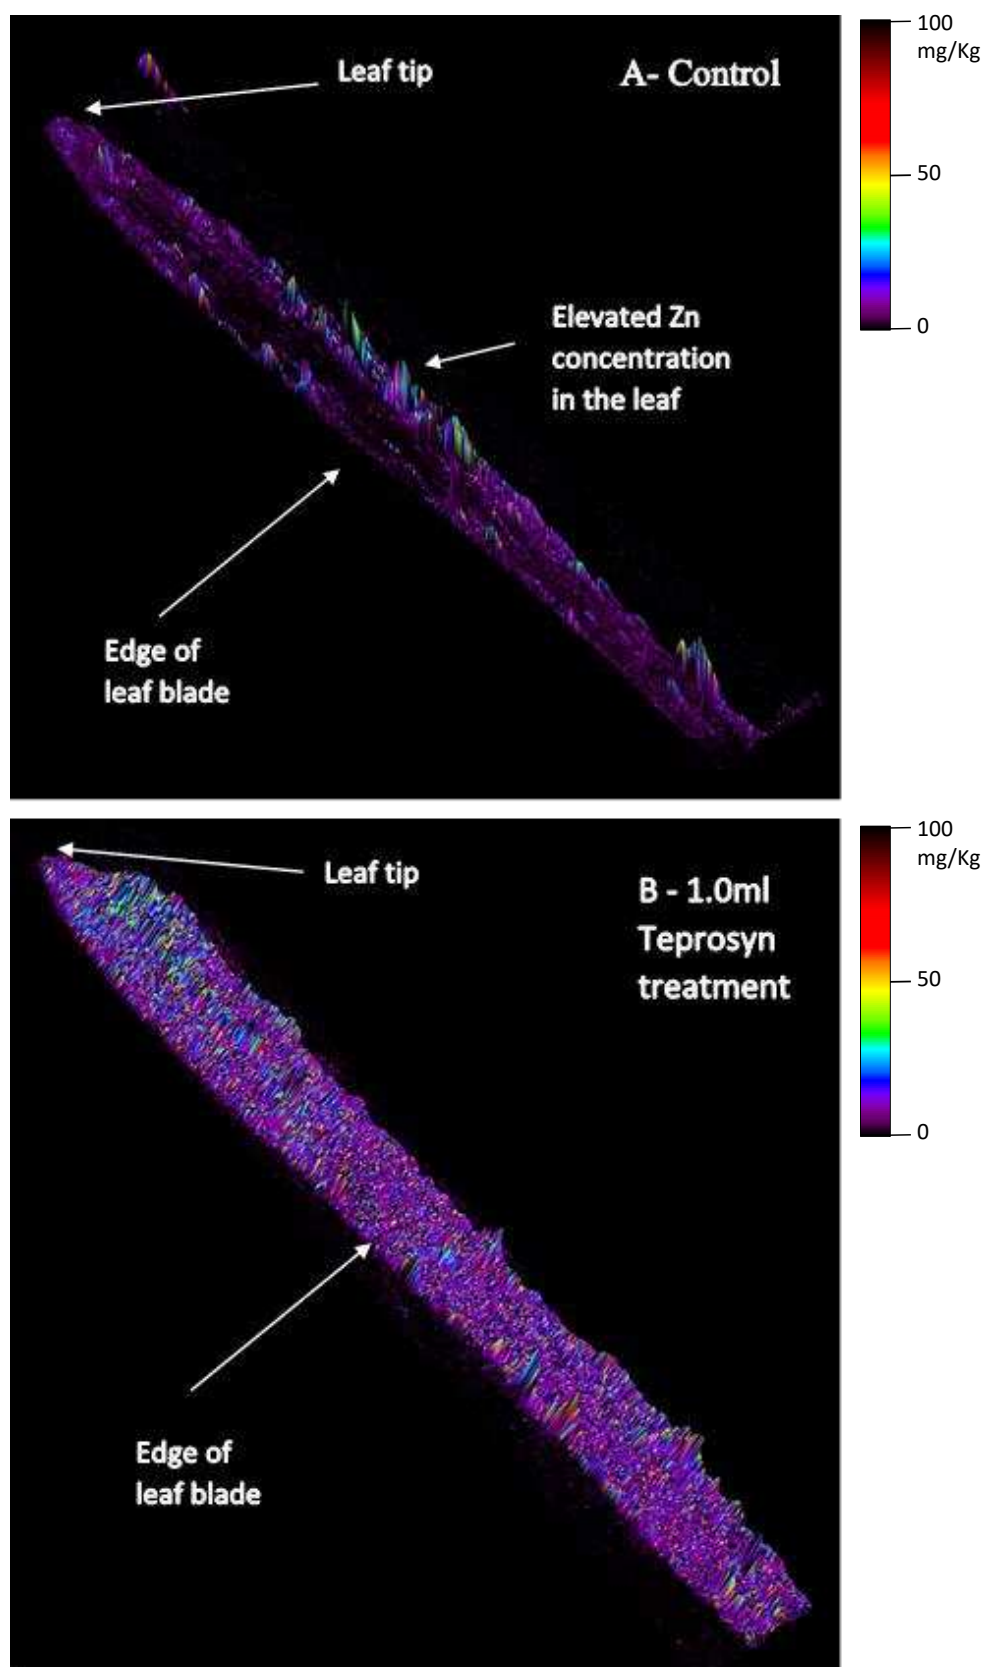 Leaf tip
A- Control
100
mg/Kg
50
0
Elevated Zn
concentration
in the leaf
Edge of
leaf blade
Leaf tip
B - 1.0ml
Teprosyn
treatment
100
mg/Kg
50
0
Edge of
leaf blade